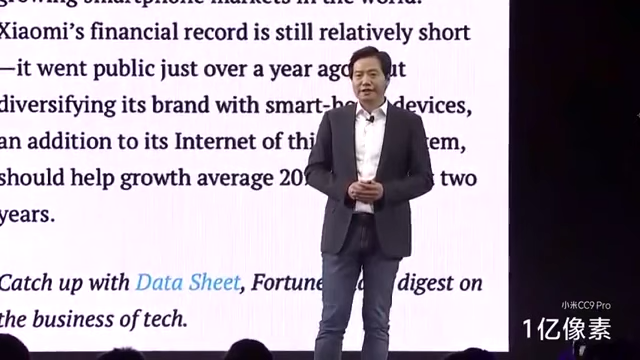 growing smartphone markets in the world.
Xiaomi’s financial record is still relatively short
—it went public just over a year ago
diversifying its brand with smart- devices,
an addition to its Internet of
should help growth average two
years.
Catch up with Data Sheet, Fortune digest on
the business of tech.
小米CC9 Pro
1亿像素